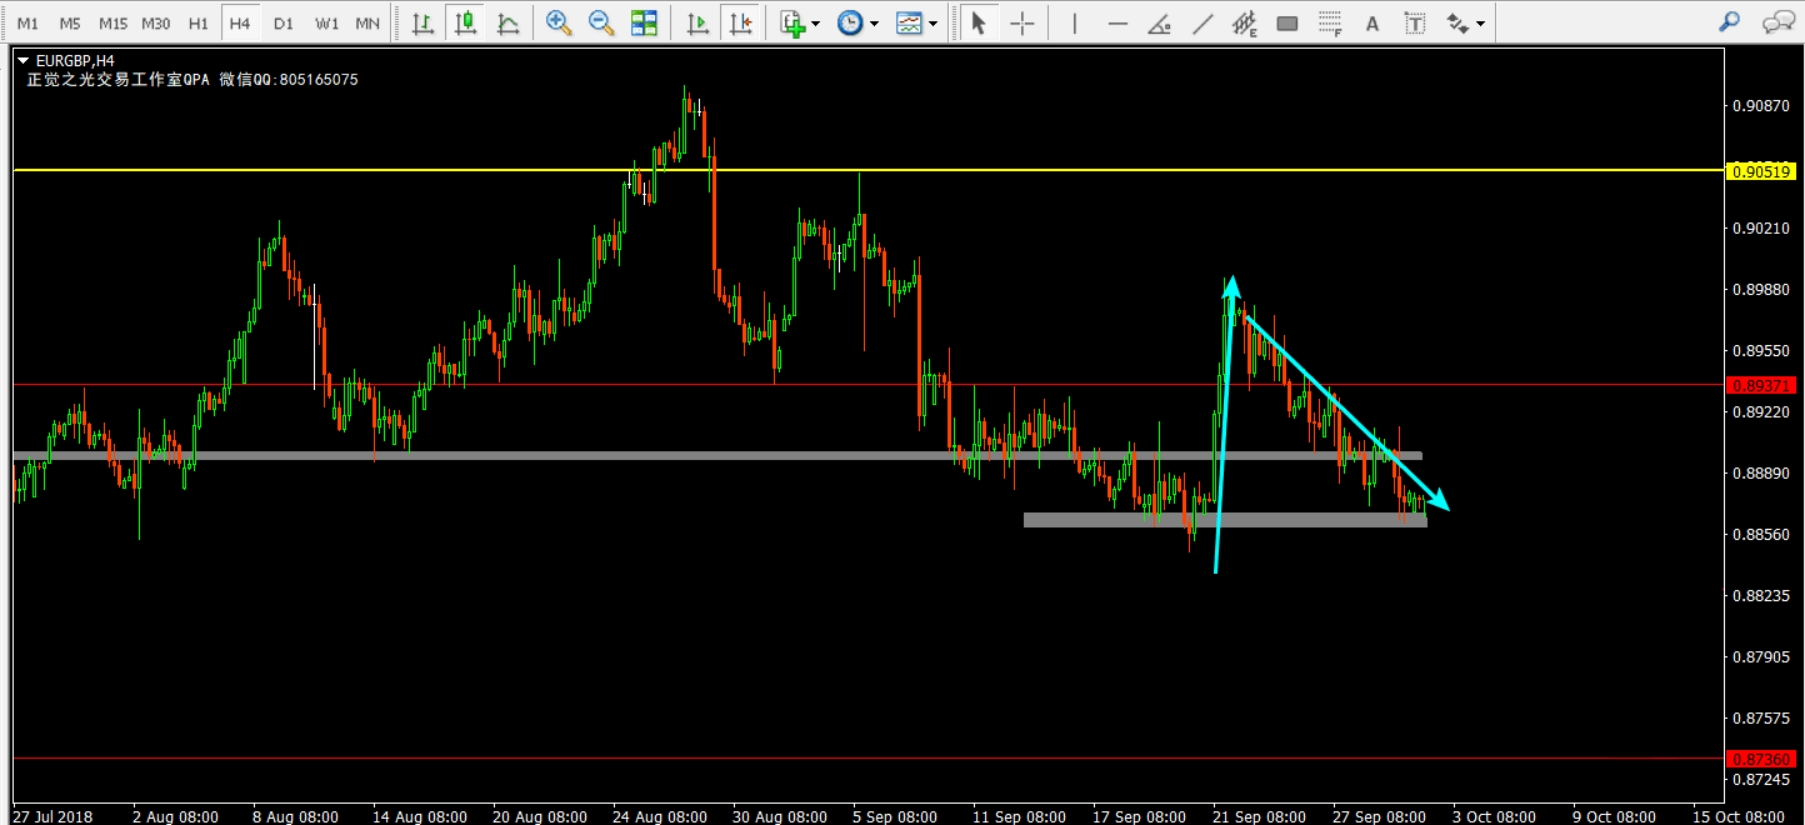 M1 M5 M15 M30 H1 H4 D1 W1 MN
E F A T
EURGBP,H4
正觉之光交易工作室QPA 微信QQ:805165075
0.90870
0.90519
0.90210
0.89880
0.89550
0.89371
0.89220
0.88890
0.88560
0.88235
0.87905
0.87575
0.87360
0.87245
27 Jul 2018 2 Aug 08:00 8 Aug 08:00 14 Aug 08:00 20 Aug 08:00 24 Aug 08:00 30 Aug 08:00 5 Sep 08:00 11 Sep 08:00 17 Sep 08:00 21 Sep 08:00 27 Sep 08:00 3 Oct 08:00 9 Oct 08:00 15 Oct 08:00